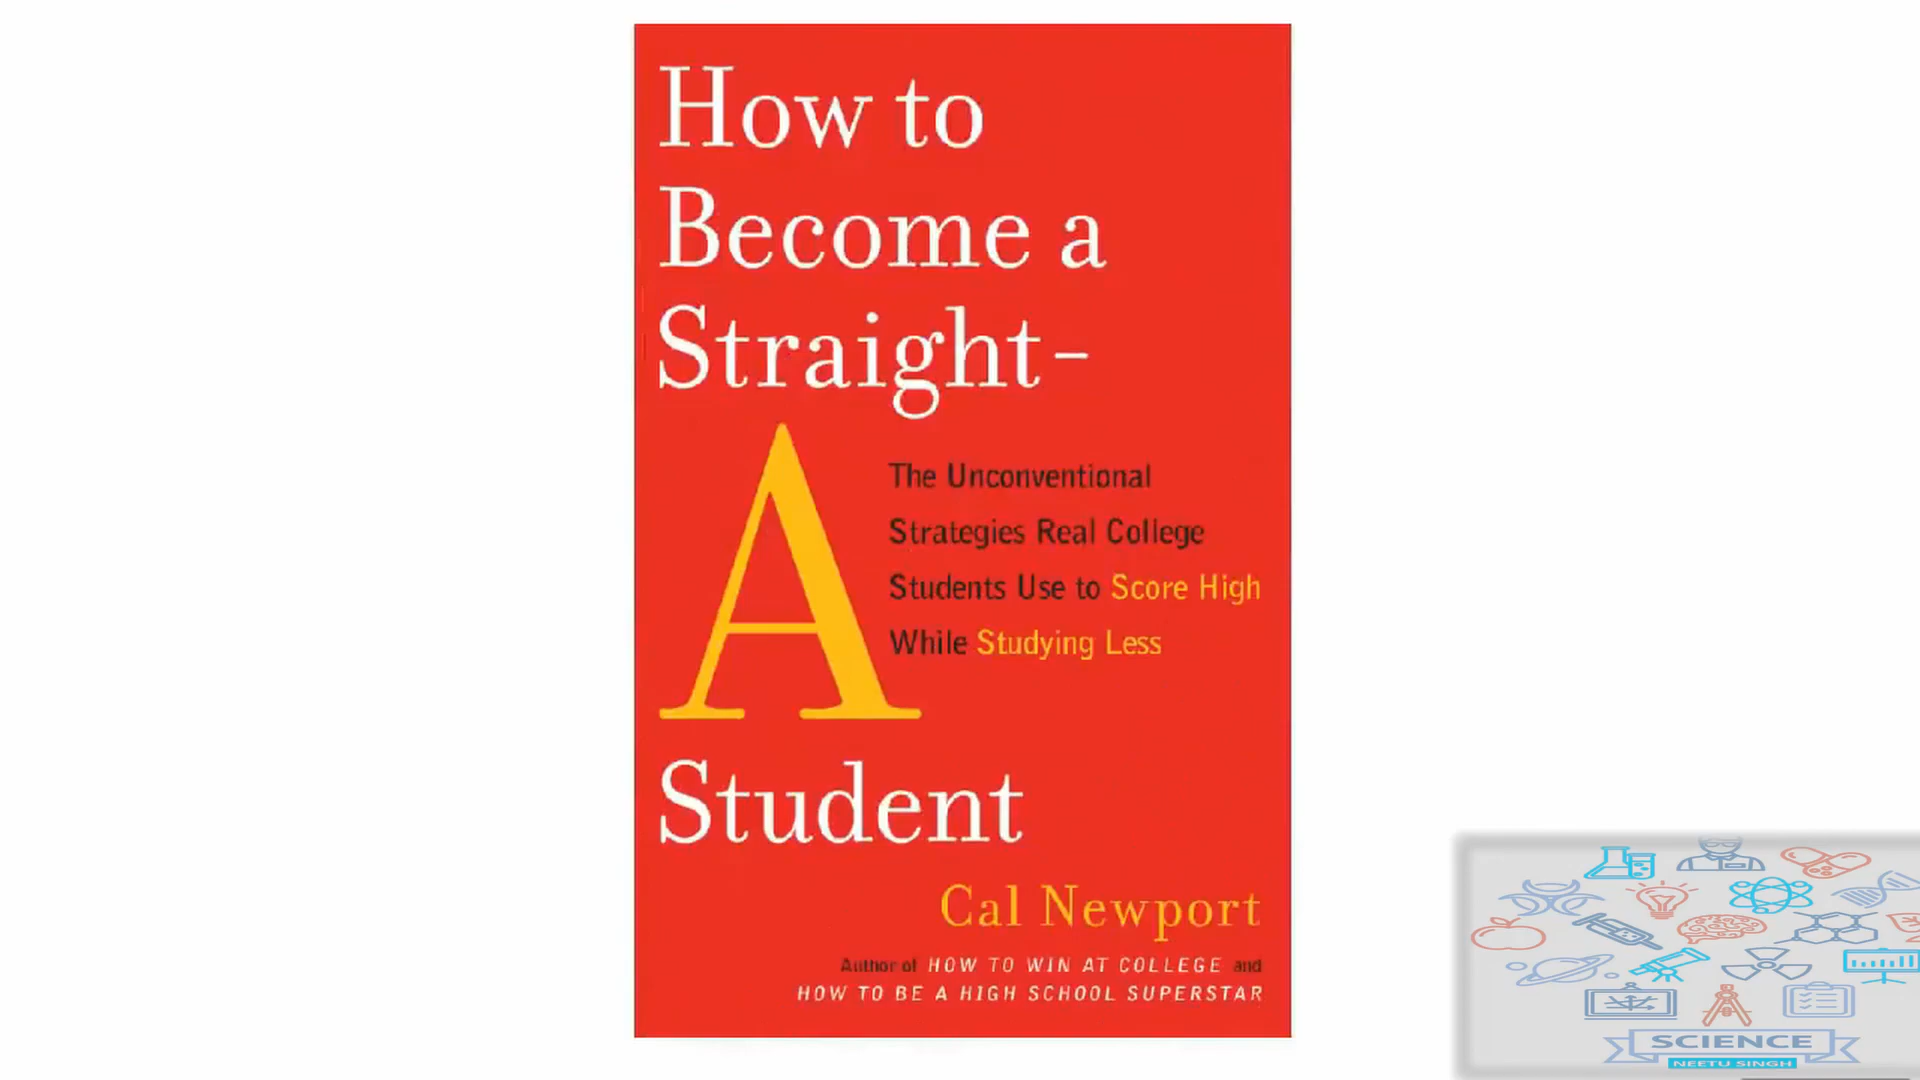 How to
Become a
Straight-
A
The Unconventional
Strategies Real College
Students Use to Score High
While Studying Less
Student
Cal Newport
Author of HOW TO WIN AT COLLEGE and
HOW TO BE A HIGH SCHOOL SUPERSTAR
SCIENCE
NEETU SINGH